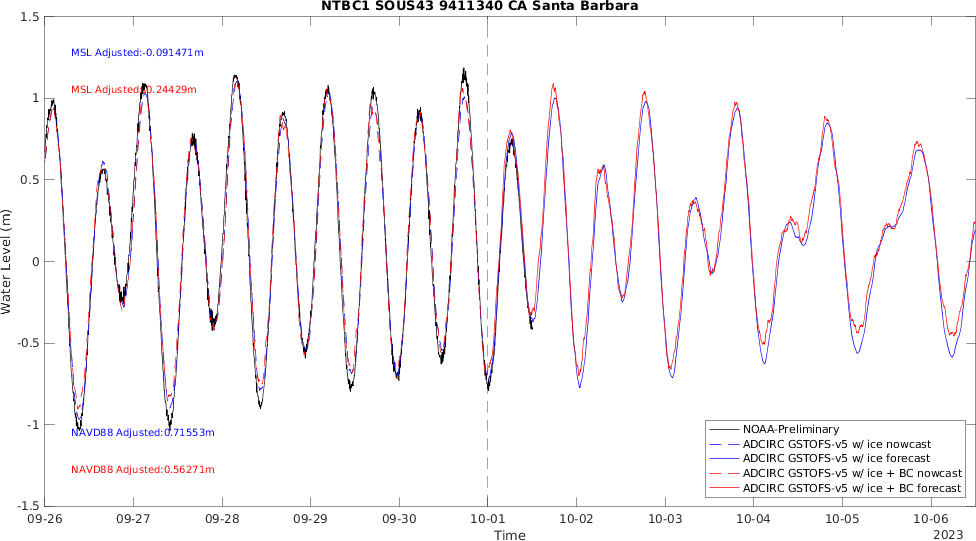 NTBC1 SOUS43 9411340 CA Santa Barbara
1.5
1
0.5
0
-0.5
-1
-1.5
Water Level (m)
MSL Adjusted:-0.091471m
MSL Adjusted:0.24429m
NAVD88 Adjusted:0.71553m
NAVD88 Adjusted:0.56271m
NOAA-Preliminary
ADCIRC GSTOFS-v5 w/ ice nowcast
ADCIRC GSTOFS-v5 w/ ice forecast
ADCIRC GSTOFS-v5 w/ ice + BC nowcast
ADCIRC GSTOFS-v5 w/ ice + BC forecast
09-26 09-27 09-28 09-29 09-30 10-01 10-02 10-03 10-04 10-05 10-06
Time
2023